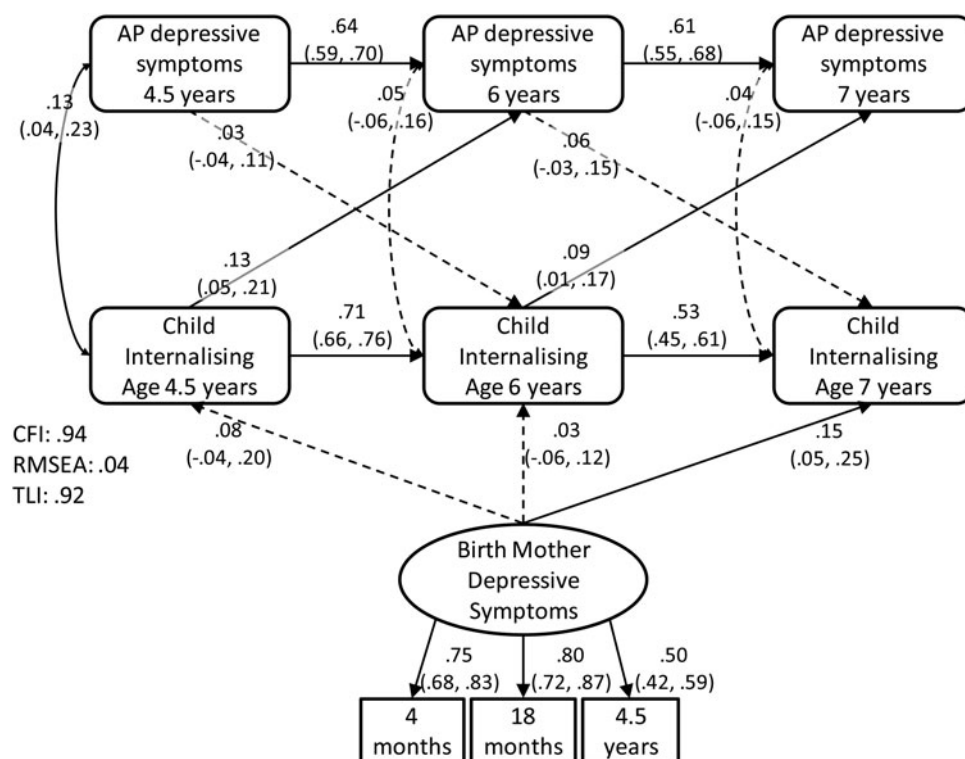 AP depressive
symptoms
4.5 years
.64
(.59, .70)
AP depressive
symptoms
6 years
.61
(.55, .68)
AP depressive
symptoms
7 years
.13
(.04, .23)
.03
(-.04, .11)
.05
(-.06, .16)
.06
(-.03, .15)
.04
(-.06, .15)
.13
(.05, .21)
.09
(.01, .17)
Child
Internalising
Age 4.5 years
.71
(.66, .76)
Child
Internalising
Age 6 years
.53
(.45, .61)
Child
Internalising
Age 7 years
CFI: .94
RMSEA: .04
TLI: .92
.08
(-.04, .20)
.03
(-.06, .12)
.15
(.05, .25)
Birth Mother
Depressive
Symptoms
.75
(.68, .83)
.80
(.72, .87)
.50
(.42, .59)
4
months
18
months
4.5
years